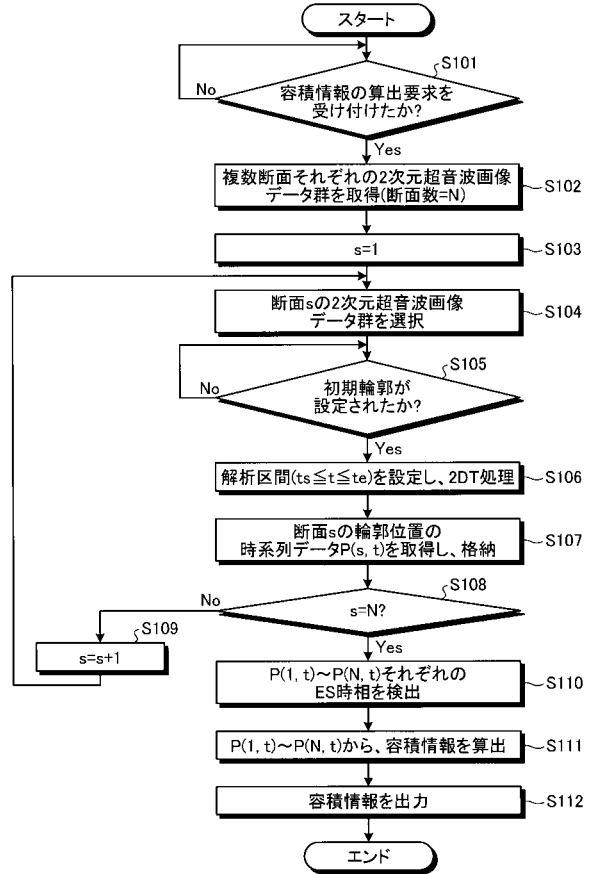 スタート
S101
容積情報の算出要求を
受け付けたか?
No
Yes
複数断面それぞれの2次元超音波画像
データ群を取得(断面数=N)
S102
s=1
S103
断面sの2次元超音波画像
データ群を選択
S104
S105
初期輪郭が
設定されたか?
No
Yes
解析区間(ts≦t≦te)を設定し、2DT処理
S106
断面sの輪郭位置の
時系列データP(s, t)を取得し、格納
S107
S108
s=N?
No
S109
s=s+1
Yes
P(1, t)~P(N, t)それぞれの
ES時相を検出
S110
P(1, t)~P(N, t)から、容積情報を算出
S111
容積情報を出力
S112
エンド